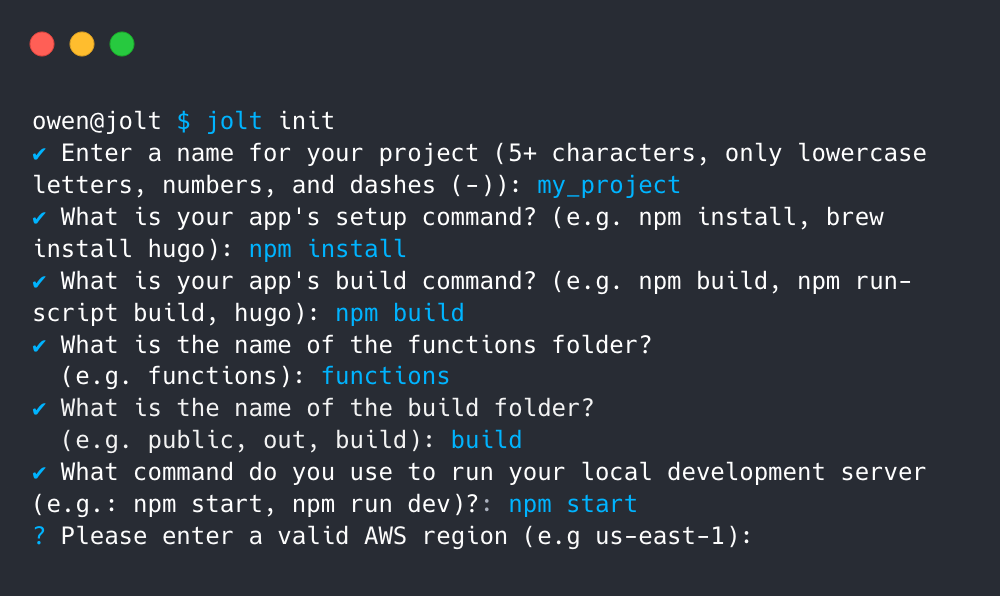 owen@jolt $ jolt init
✔ Enter a name for your project (5+ characters, only lowercase
letters, numbers, and dashes (-)): my_project
✔ What is your app's setup command? (e.g. npm install, brew
install hugo): npm install
✔ What is your app's build command? (e.g. npm build, npm run-
script build, hugo): npm build
✔ What is the name of the functions folder?
(e.g. functions): functions
✔ What is the name of the build folder?
(e.g. public, out, build): build
✔ What command do you use to run your local development server
(e.g.: npm start, npm run dev)?: npm start
? Please enter a valid AWS region (e.g us-east-1):